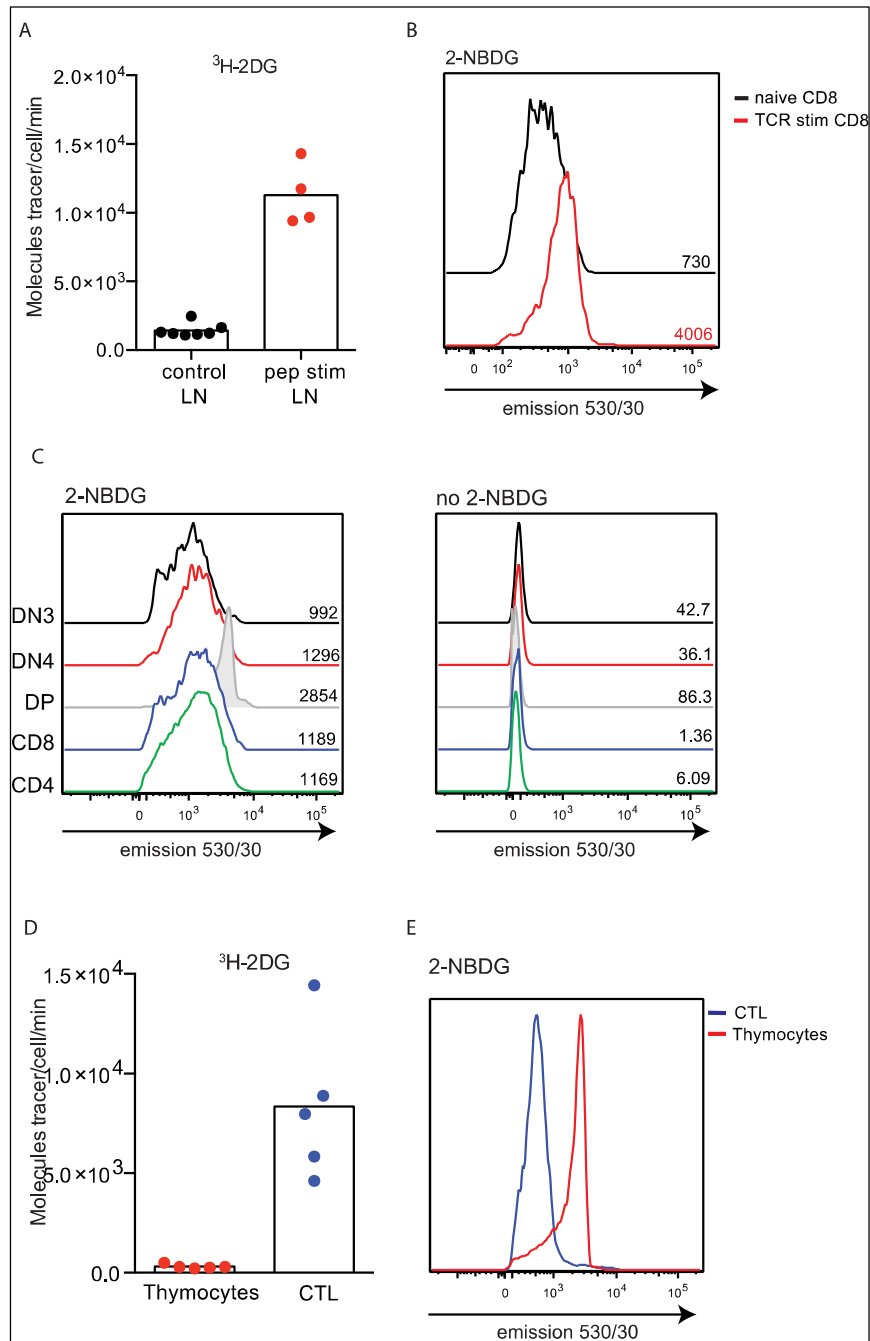 A
³H-2DG
Molecules tracer/cell/min
2.0×10⁴
1.5×10⁴
1.0×10⁴
5.0×10³
0.0
control LN
pep stim LN
B
2-NBDG
naive CD8
TCR stim CD8
730
4006
0 10² 10³ 10⁴ 10⁵
emission 530/30
C
2-NBDG
DN3 992
DN4 1296
DP 2854
CD8 1189
CD4 1169
0 10³ 10⁴ 10⁵
emission 530/30
no 2-NBDG
42.7
36.1
86.3
1.36
6.09
0 10³ 10⁴ 10⁵
emission 530/30
D
³H-2DG
Molecules tracer/cell/min
1.5×10⁴
1.0×10⁴
5.0×10³
0.0
Thymocytes CTL
E
2-NBDG
CTL
Thymocytes
0 10³ 10⁴ 10⁵
emission 530/30